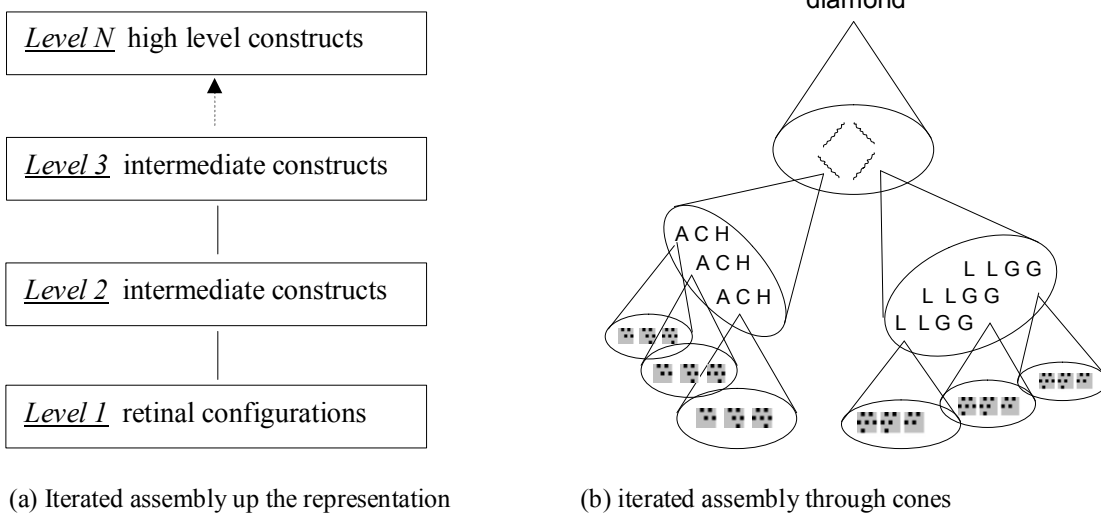 Level N high level constructs
Level 3 intermediate constructs
Level 2 intermediate constructs
Level 1 retinal configurations
(a) Iterated assembly up the representation
diamond
A C H
A C H
A C H
L L G G
L L G G
L L G G
(b) iterated assembly through cones